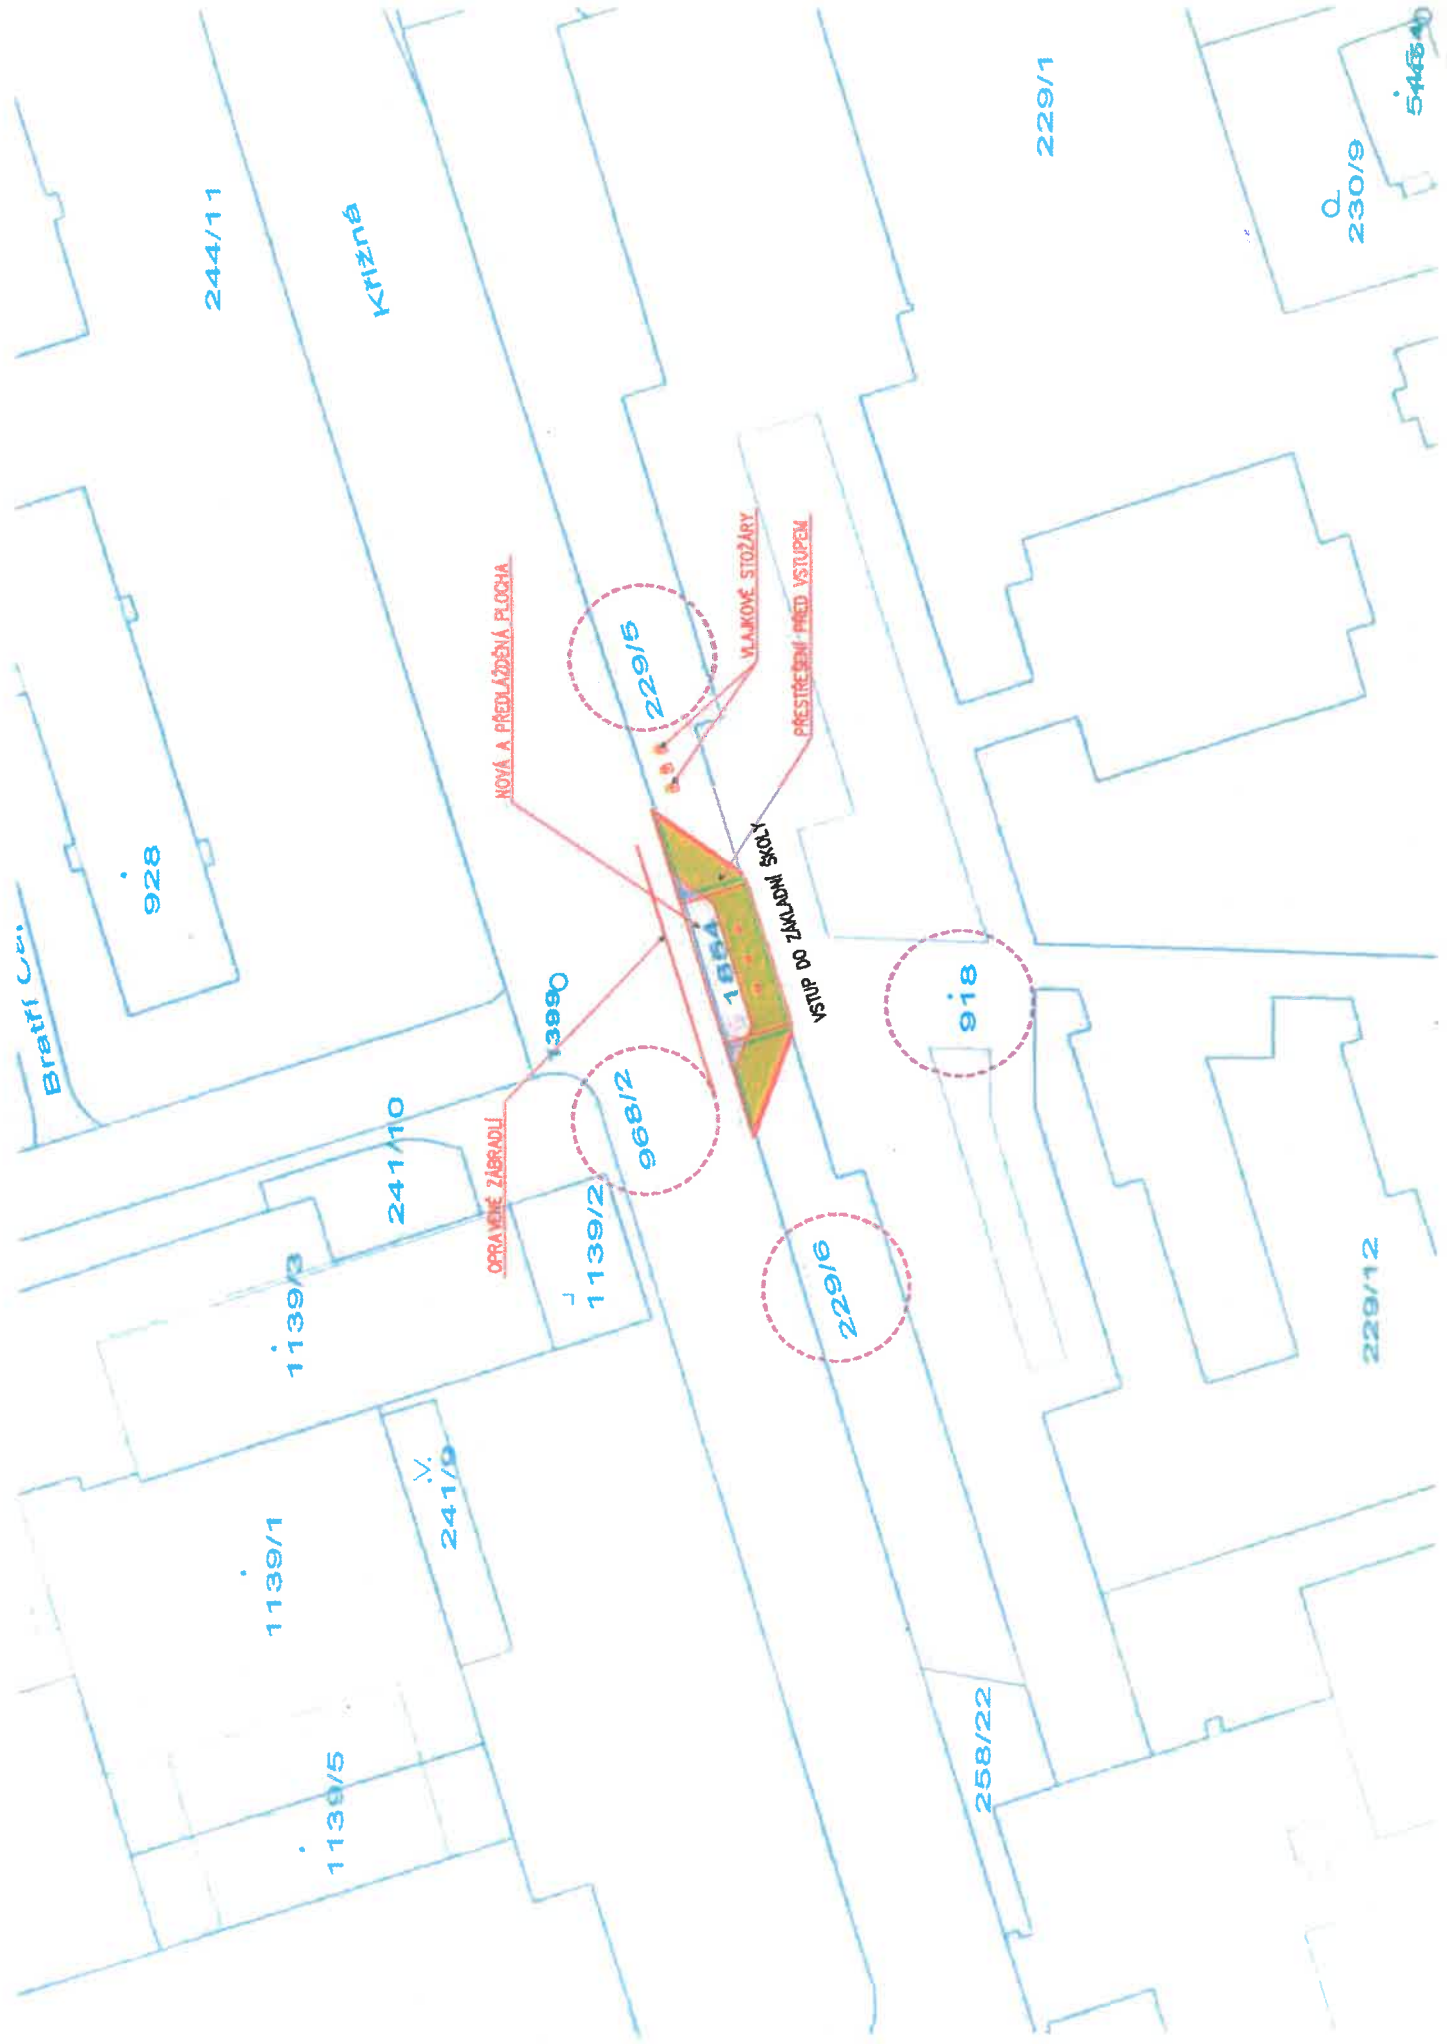 244/11
Křižná
229/1
230/9
928
NOVÁ A PŘEDLÁŽDĚNÁ PLOCHA
229/5
VLAJKOVÉ STOŽÁRY
PŘESTŘEŠENÍ PŘED VSTUPEM
Bratří
1399
1854
VSTUP DO ZÁKLADNÍ ŠKOLY
918
241/10
OPRAVENÉ ZÁBRADLÍ
968/2
1139/3
1139/2
229/6
229/12
241/9
1139/1
1139/5
258/22